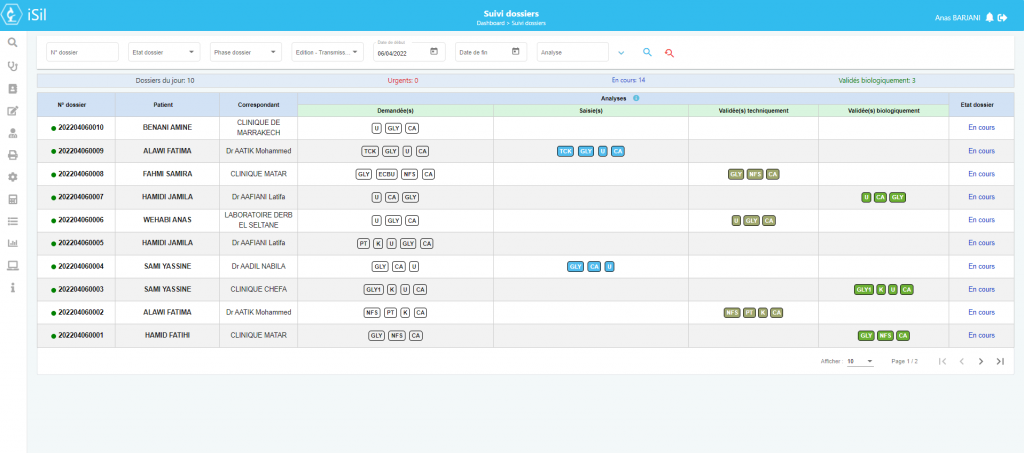 iSil
Suivi dossiers
Dashboard > Suivi dossiers
Anas BARJANI
N° dossier
Etat dossier
Phase dossier
Edition - Transmiss...
Date de début
06/04/2022
Date de fin
Analyse
Dossiers du jour: 10
Urgents: 0
En cours: 14
Validés biologiquement: 3
N° dossier
Patient
Correspondant
Analyses
Etat dossier
Demandée(s)
Saisie(s)
Validée(s) techniquement
Validée(s) biologiquement
202204060010 BENANI AMINE CLINIQUE DE MARRAKECH U GLY CA En cours
202204060009 ALAWI FATIMA Dr AATIK Mohammed TCK GLY U CA TCK GLY U CA En cours
202204060008 FAHMI SAMIRA CLINIQUE MATAR GLY ECBU NFS CA GLY NFS CA En cours
202204060007 HAMIDI JAMILA Dr AAFIANI Latifa U CA GLY U CA GLY En cours
202204060006 WEHABI ANAS LABORATOIRE DERB EL SELTANE U GLY CA U GLY CA En cours
202204060005 HAMIDI JAMILA Dr AAFIANI Latifa PT K U GLY CA En cours
202204060004 SAMI YASSINE Dr AADIL NABILA GLY CA U GLY CA U En cours
202204060003 SAMI YASSINE CLINIQUE CHEFA GLY1 K U CA GLY1 K U CA En cours
202204060002 ALAWI FATIMA Dr AATIK Mohammed NFS PT K CA NFS PT K CA En cours
202204060001 HAMID FATIHI CLINIQUE MATAR GLY NFS CA GLY NFS CA En cours
Afficher : 10 Page 1 / 2